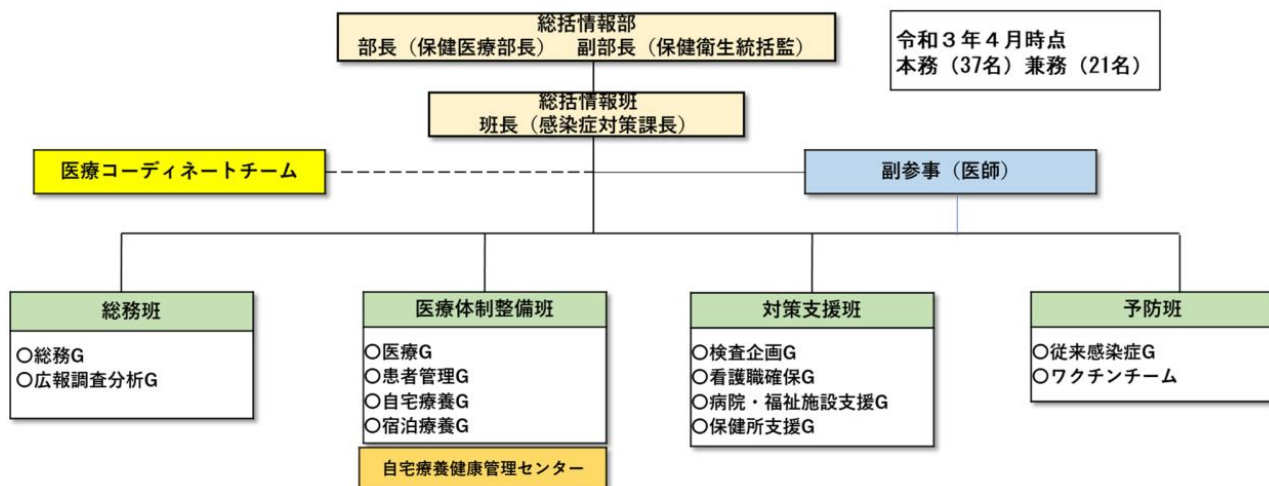 総括情報部
部長（保健医療部長）　副部長（保健衛生統括監）
令和３年４月時点
本務（37名）兼務（21名）
総括情報班
班長（感染症対策課長）
医療コーディネートチーム
副参事（医師）
総務班
○総務G
○広報調査分析G
医療体制整備班
○医療G
○患者管理G
○自宅療養G
○宿泊療養G
自宅療養健康管理センター
対策支援班
○検査企画G
○看護職確保G
○病院・福祉施設支援G
○保健所支援G
予防班
○従来感染症G
○ワクチンチーム